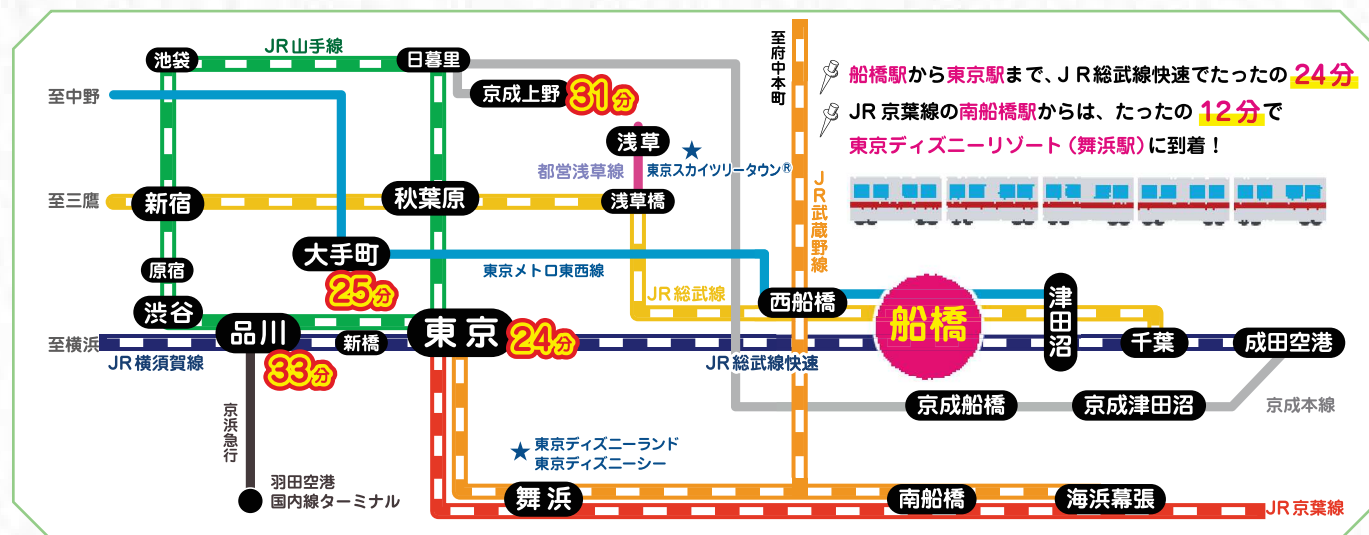 船橋駅から東京駅まで、JR総武線快速でたったの 24分
JR京葉線の南船橋駅からは、たったの 12分で
東京ディズニーリゾート(舞浜駅)に到着!
JR山手線
池袋
日暮里
至府中本町
至中野
京成上野
31分
浅草
都営浅草線
東京スカイツリータウン®
至三鷹
新宿
秋葉原
浅草橋
JR武蔵野線
大手町
25分
東京メトロ東西線
原宿
渋谷
JR総武線
西船橋
船橋
津田沼
至横浜
品川
33分
新橋
東京
24分
千葉
成田空港
JR横須賀線
JR総武線快速
京成船橋
京成津田沼
京成本線
京浜急行
羽田空港
国内線ターミナル
東京ディズニーランド
東京ディズニーシー
舞浜
南船橋
海浜幕張
JR京葉線